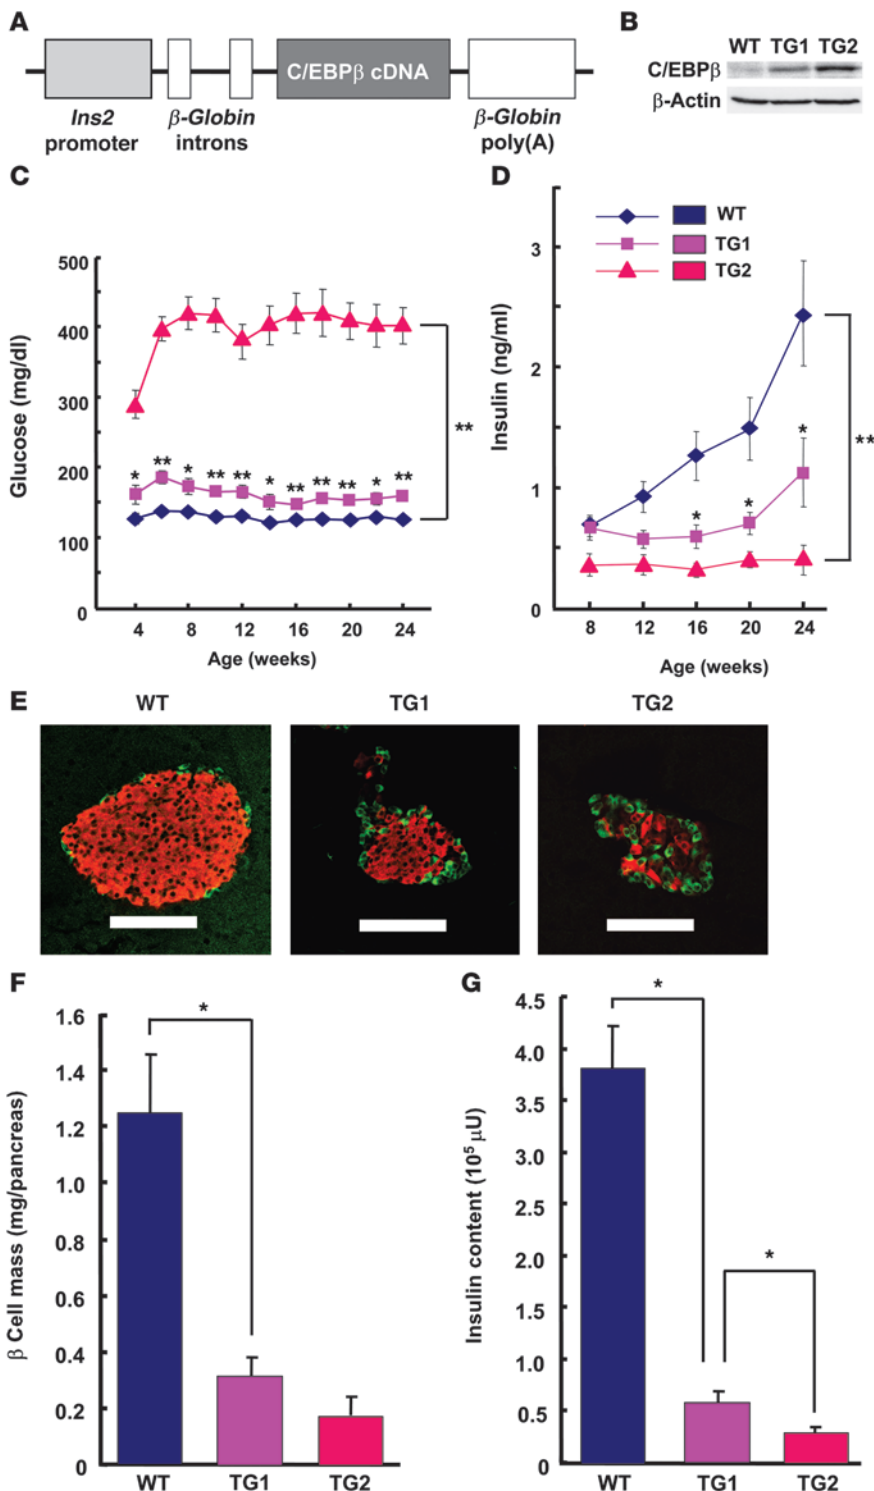 A
C/EBPβ cDNA
Ins2
promoter
β-Globin
introns
β-Globin
poly(A)
B
WT TG1 TG2
C/EBPβ
β-Actin
C
Glucose (mg/dl)
500
400
300
200
100
0
4 8 12 16 20 24
Age (weeks)
* ** * ** ** * ** ** ** * **
**
D
WT
TG1
TG2
Insulin (ng/ml)
3
2
1
0
8 12 16 20 24
Age (weeks)
* * *
**
E
WT TG1 TG2
F
β Cell mass (mg/pancreas)
1.6
1.4
1.2
1.0
0.8
0.6
0.4
0.2
0
*
WT TG1 TG2
G
Insulin content (10⁵ μU)
4.5
4.0
3.5
3.0
2.5
2.0
1.5
1.0
0.5
0
*
*
WT TG1 TG2